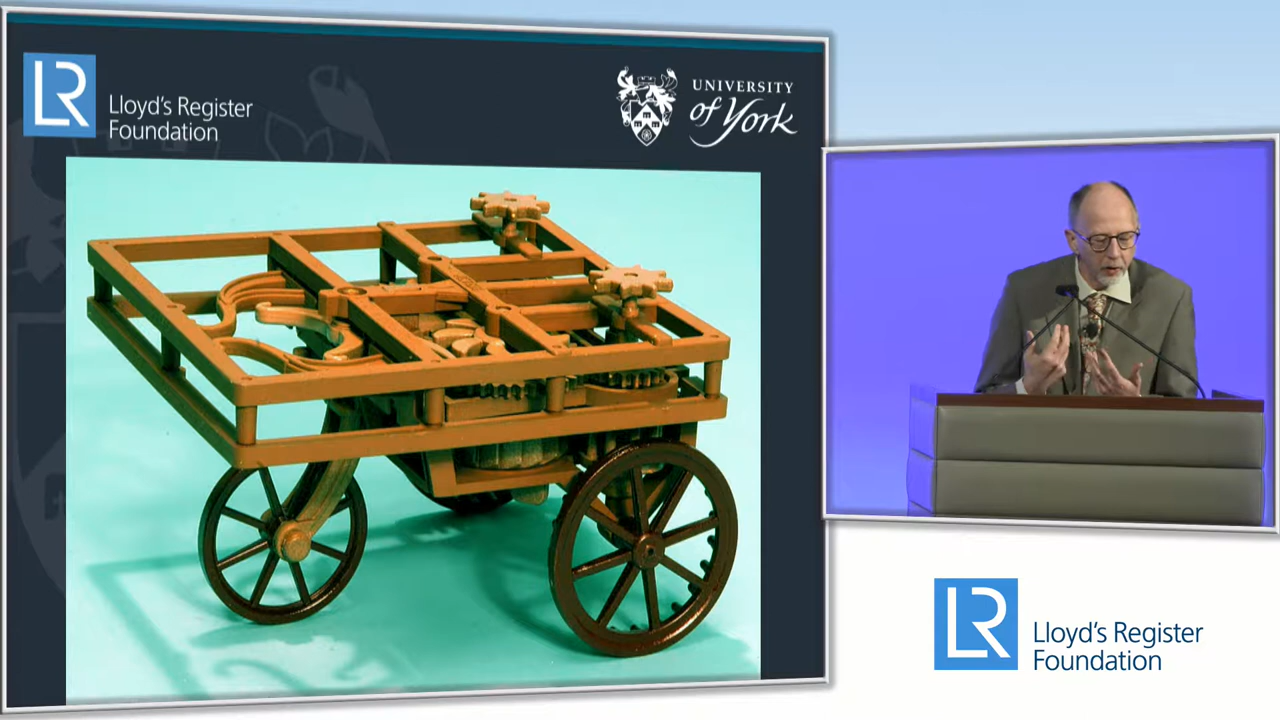 LR
Lloyd's Register
Foundation
UNIVERSITY
of York
LR
Lloyd's Register
Foundation